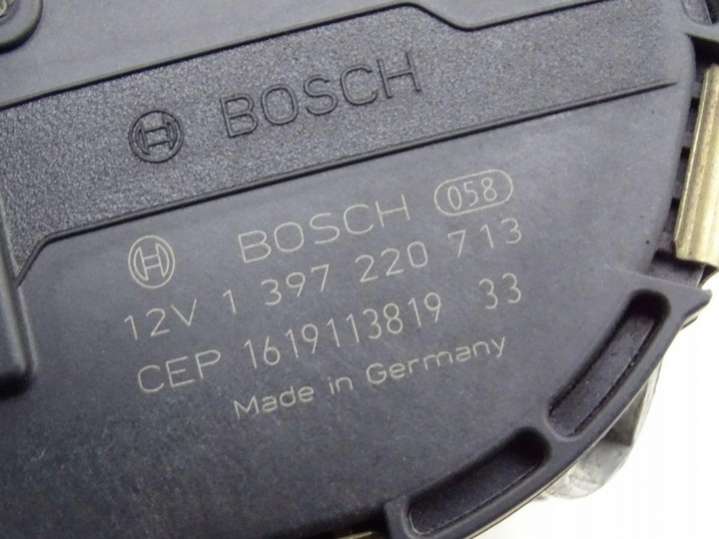 BOSCH
BOSCH 058
12V 1 397 220 713
CEP 1619113819 33
Made in Germany